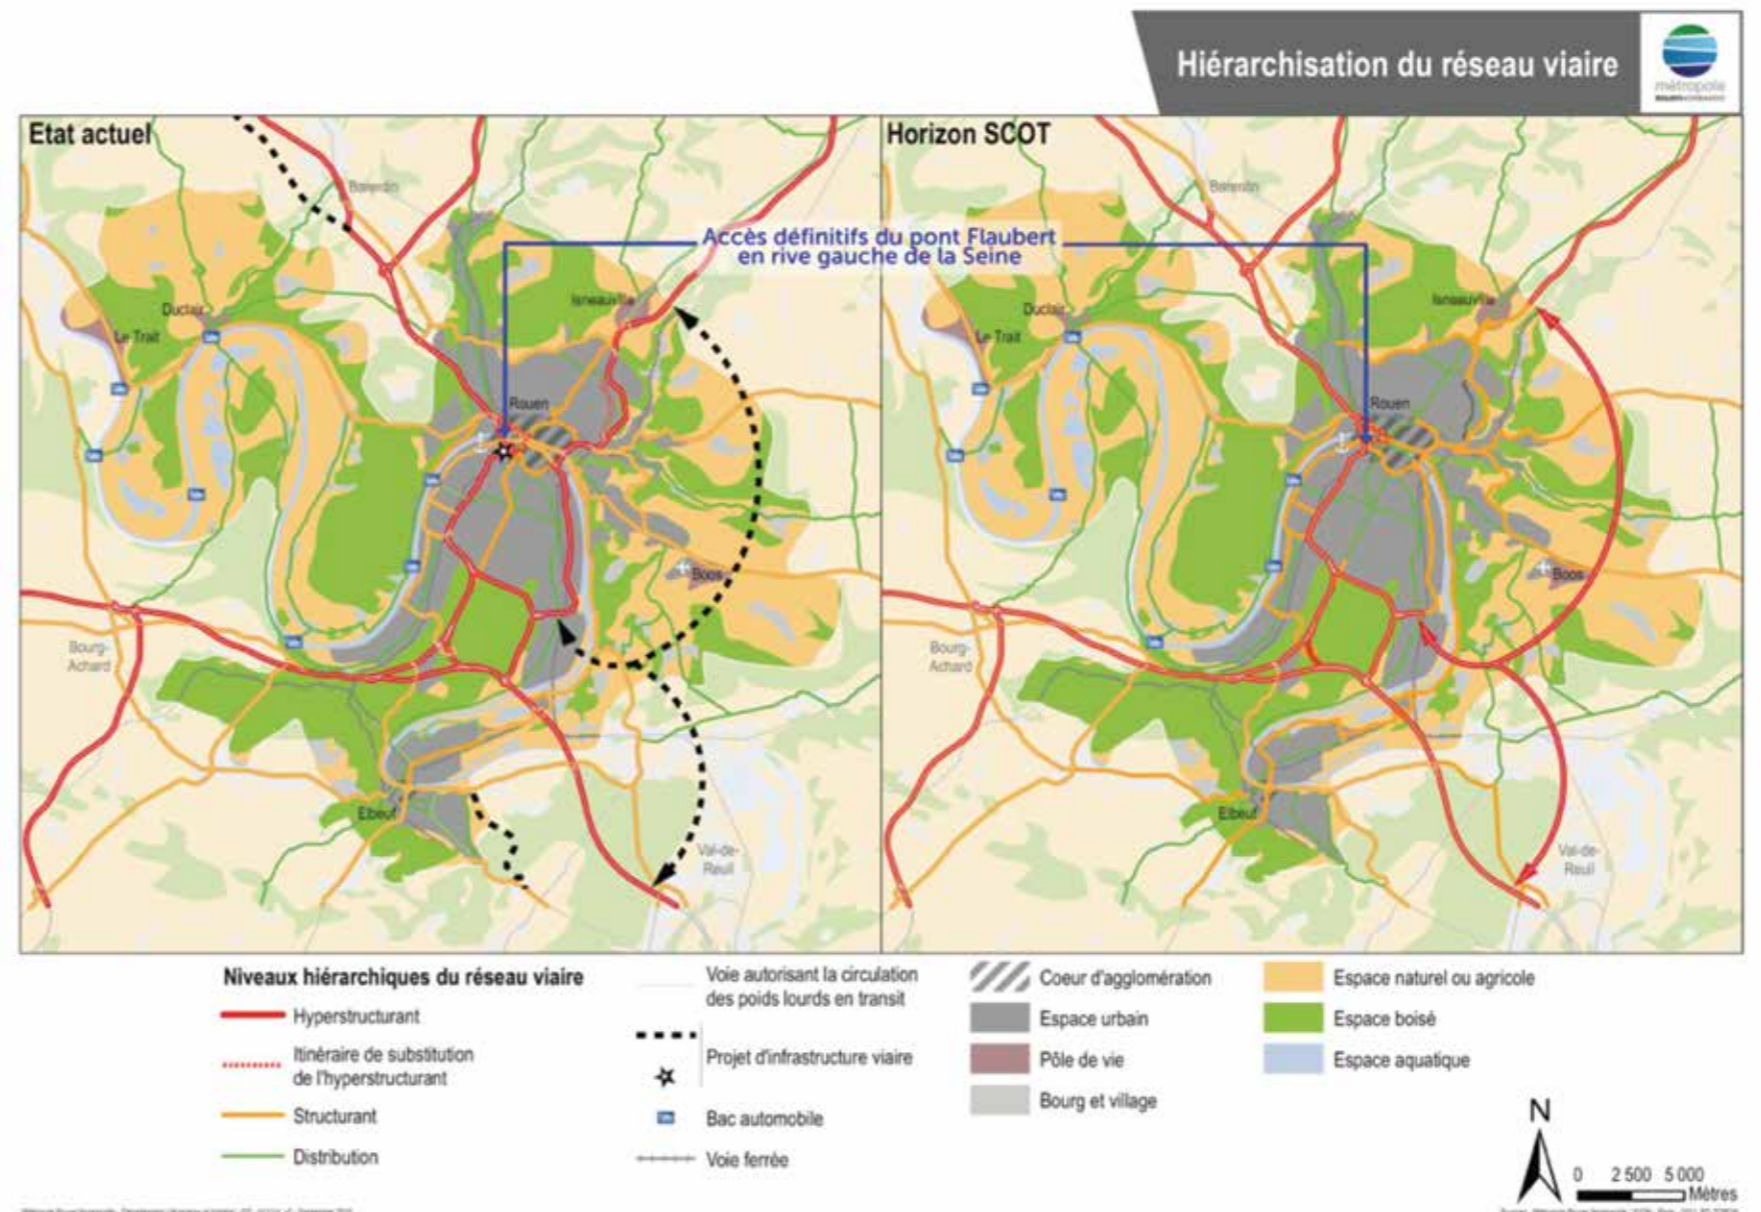 Hiérarchisation du réseau viaire
métropole
Etat actuel
Horizon SCOT
Barentin
Barentin
Accès définitifs du pont Flaubert
en rive gauche de la Seine
Isneauville
Isneauville
Duclair
Duclair
Le Trait
Le Trait
Rouen
Rouen
Boos
Boos
Bourg-
Achard
Bourg-
Achard
Elbeuf
Elbeuf
Val-de-
Reuil
Val-de-
Reuil
Niveaux hiérarchiques du réseau viaire
Hyperstructurant
Itinéraire de substitution
de l'hyperstructurant
Structurant
Distribution
Voie autorisant la circulation
des poids lourds en transit
Projet d'infrastructure viaire
Bac automobile
Voie ferrée
Coeur d'agglomération
Espace urbain
Pôle de vie
Bourg et village
Espace naturel ou agricole
Espace boisé
Espace aquatique
N
0 2 500 5 000
Mètres